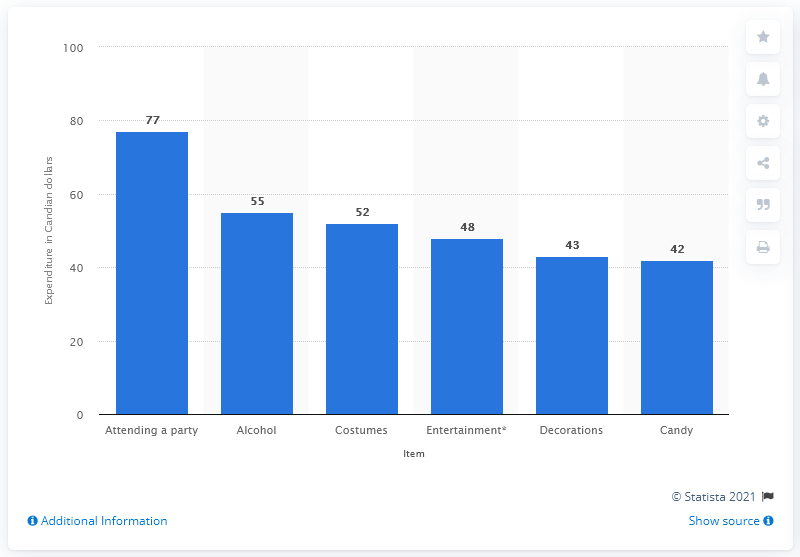 100
80
60
40
20
0
Expenditure in Candian dollars
77
55
52
48
43
42
Attending a party
Alcohol
Costumes
Entertainment*
Decorations
Candy
Item
© Statista 2021
Additional Information
Show source